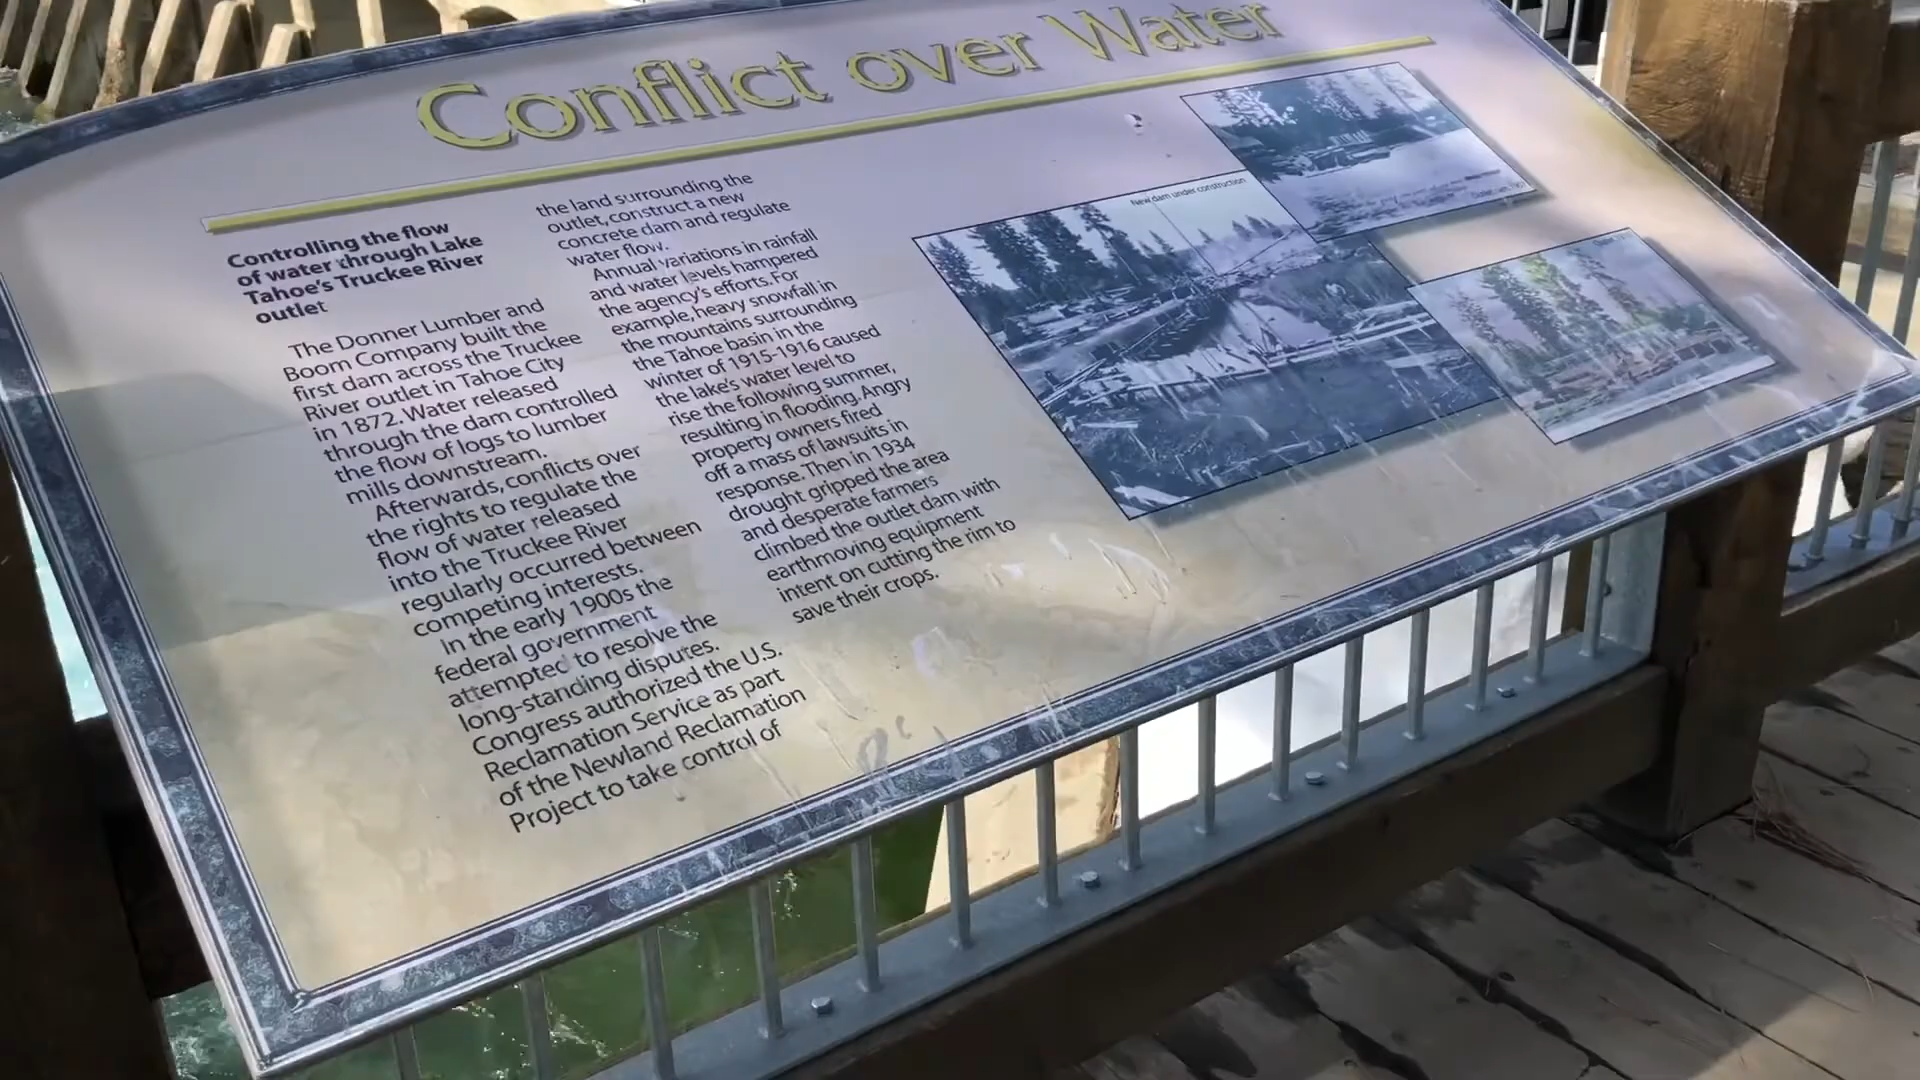 Conflict over Water
Controlling the flow
of water through Lake
Tahoe's Truckee River
outlet
The Donner Lumber and
Boom Company built the
first dam across the Truckee
River outlet in Tahoe City
in 1872. Water released
through the dam controlled
the flow of logs to lumber
mills downstream.
Afterwards, conflicts over
the rights to regulate the
flow of water released
into the Truckee River
regularly occurred between
competing interests.
In the early 1900s the
federal government
attempted to resolve the
long-standing disputes.
Congress authorized the U.S.
Reclamation Service as part
of the Newland Reclamation
Project to take control of
the land surrounding the
outlet, construct a new
concrete dam and regulate
water flow.
Annual variations in rainfall
and water levels hampered
the agency's efforts. For
example, heavy snowfall in
the mountains surrounding
the Tahoe basin in the
winter of 1915-1916 caused
the lake's water level to
rise the following summer,
resulting in flooding. Angry
property owners fired
off a mass of lawsuits in
response. Then in 1934
drought gripped the area
and desperate farmers
climbed the outlet dam with
earthmoving equipment
intent on cutting the rim to
save their crops.
New dam under construction